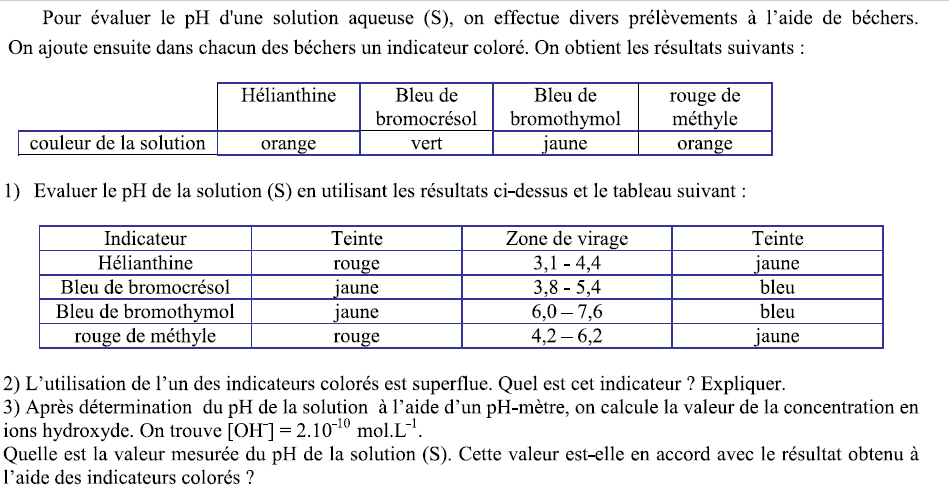 Pour évaluer le pH d'une solution aqueuse (S), on effectue divers prélèvements à l'aide de béchers.
On ajoute ensuite dans chacun des béchers un indicateur coloré. On obtient les résultats suivants :
Hélianthine Bleu de bromocrésol Bleu de bromothymol rouge de méthyle
couleur de la solution orange vert jaune orange
1) Evaluer le pH de la solution (S) en utilisant les résultats ci-dessus et le tableau suivant :
Indicateur Teinte Zone de virage Teinte
Hélianthine rouge 3,1 - 4,4 jaune
Bleu de bromocrésol jaune 3,8 - 5,4 bleu
Bleu de bromothymol jaune 6,0 – 7,6 bleu
rouge de méthyle rouge 4,2 – 6,2 jaune
2) L'utilisation de l'un des indicateurs colorés est superflue. Quel est cet indicateur ? Expliquer.
3) Après détermination du pH de la solution à l'aide d'un pH-mètre, on calcule la valeur de la concentration en
ions hydroxyde. On trouve [OH⁻] = 2.10⁻¹⁰ mol.L⁻¹.
Quelle est la valeur mesurée du pH de la solution (S). Cette valeur est-elle en accord avec le résultat obtenu à
l'aide des indicateurs colorés ?